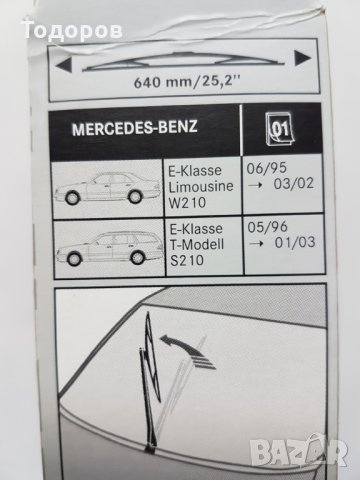 Тодоров
640 mm/25,2"
MERCEDES-BENZ 01
E-Klasse 06/95
Limousine → 03/02
W210
E-Klasse 05/96
T-Modell → 01/03
S210
BAZAR